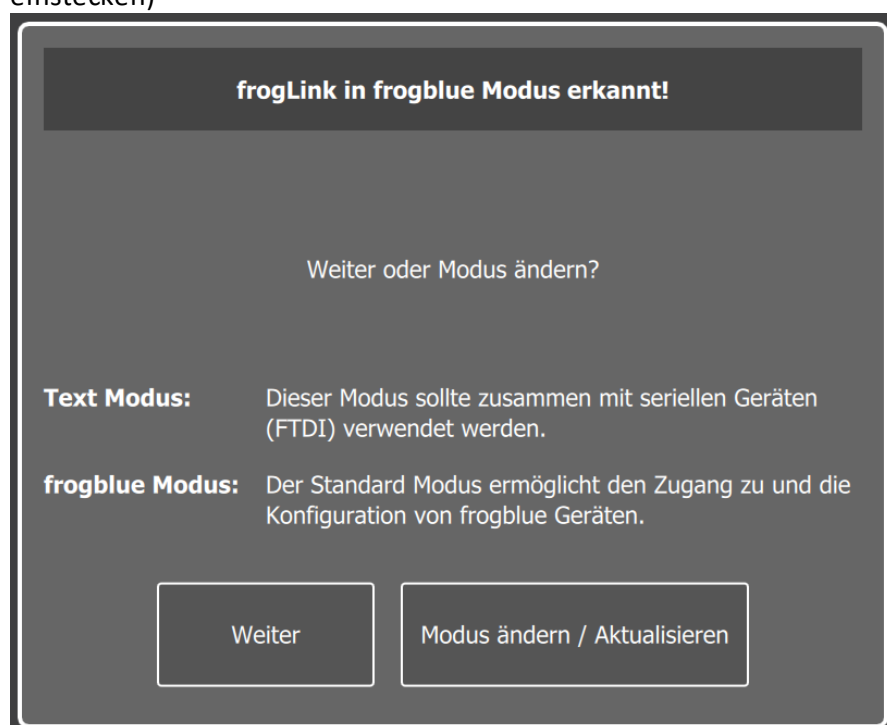 einstecken)
frogLink in frogblue Modus erkannt!
Weiter oder Modus ändern?
Text Modus: Dieser Modus sollte zusammen mit seriellen Geräten
(FTDI) verwendet werden.
frogblue Modus: Der Standard Modus ermöglicht den Zugang zu und die
Konfiguration von frogblue Geräten.
Weiter Modus ändern / Aktualisieren